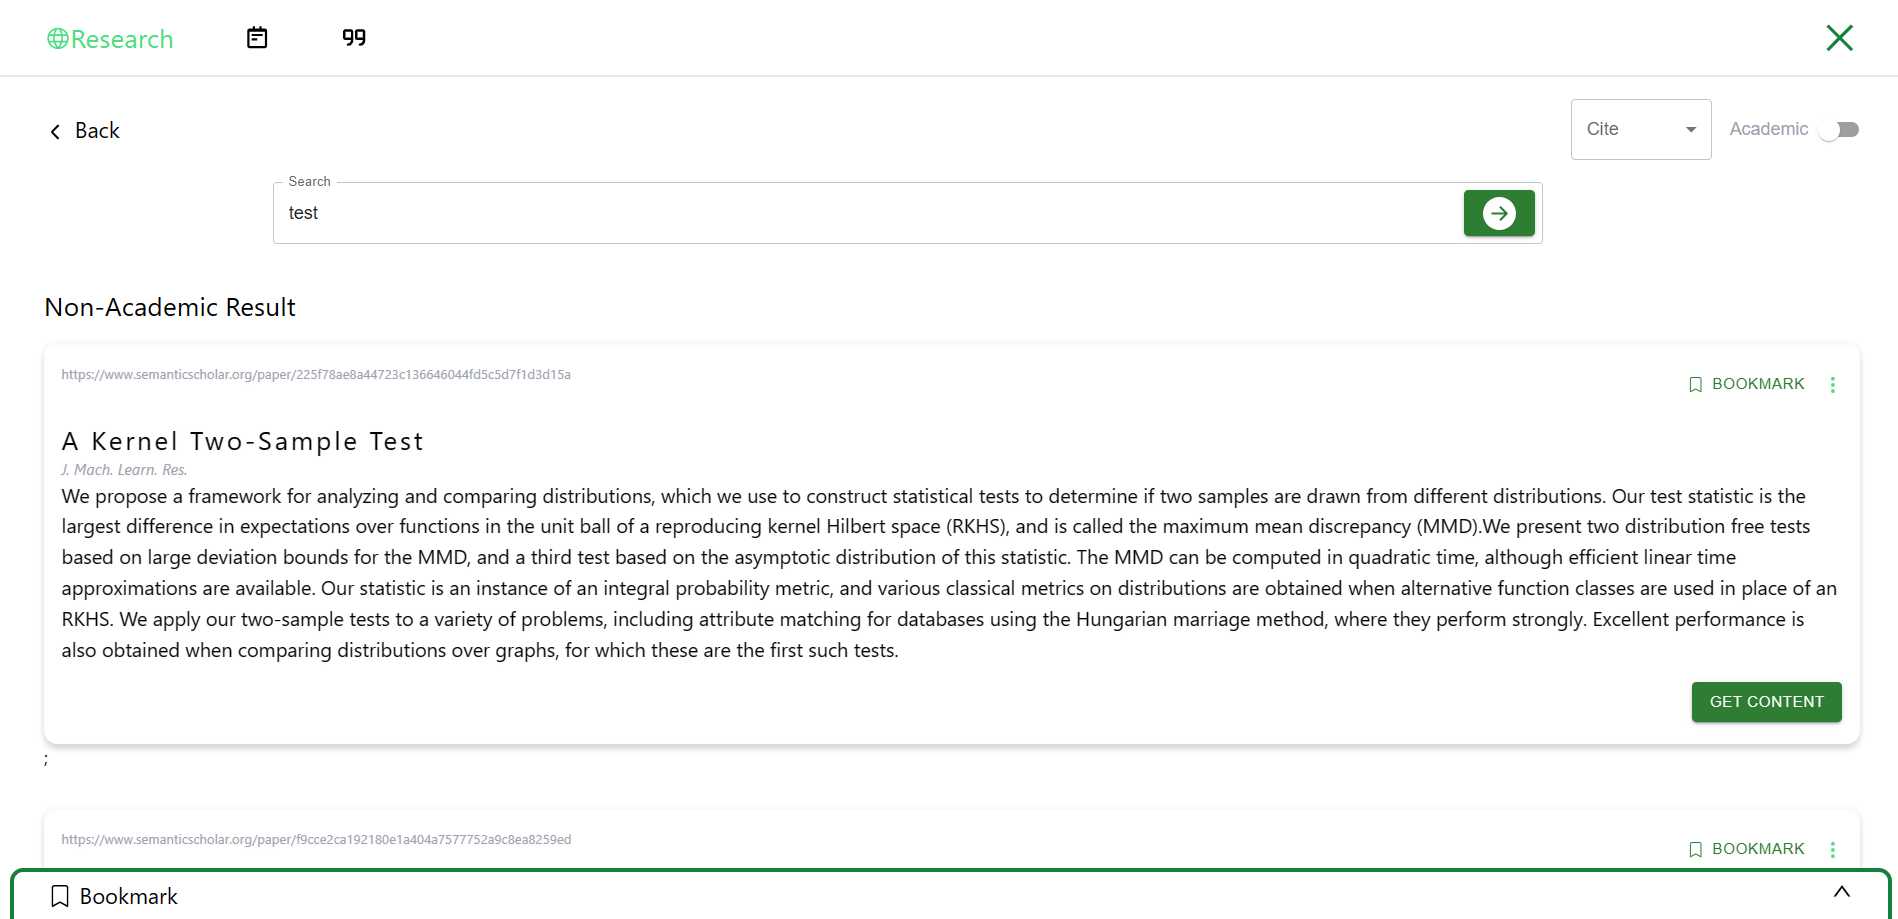 Research
Back
Cite
Academic
Search
test
Non-Academic Result
https://www.semanticscholar.org/paper/225f78ae8a44723c136646044fd5c5d7f1d3d15a
BOOKMARK
A Kernel Two-Sample Test
J. Mach. Learn. Res.
We propose a framework for analyzing and comparing distributions, which we use to construct statistical tests to determine if two samples are drawn from different distributions. Our test statistic is the
largest difference in expectations over functions in the unit ball of a reproducing kernel Hilbert space (RKHS), and is called the maximum mean discrepancy (MMD).We present two distribution free tests
based on large deviation bounds for the MMD, and a third test based on the asymptotic distribution of this statistic. The MMD can be computed in quadratic time, although efficient linear time
approximations are available. Our statistic is an instance of an integral probability metric, and various classical metrics on distributions are obtained when alternative function classes are used in place of an
RKHS. We apply our two-sample tests to a variety of problems, including attribute matching for databases using the Hungarian marriage method, where they perform strongly. Excellent performance is
also obtained when comparing distributions over graphs, for which these are the first such tests.
GET CONTENT
;
https://www.semanticscholar.org/paper/f9cce2ca192180e1a404a7577752a9c8ea8259ed
BOOKMARK
Bookmark